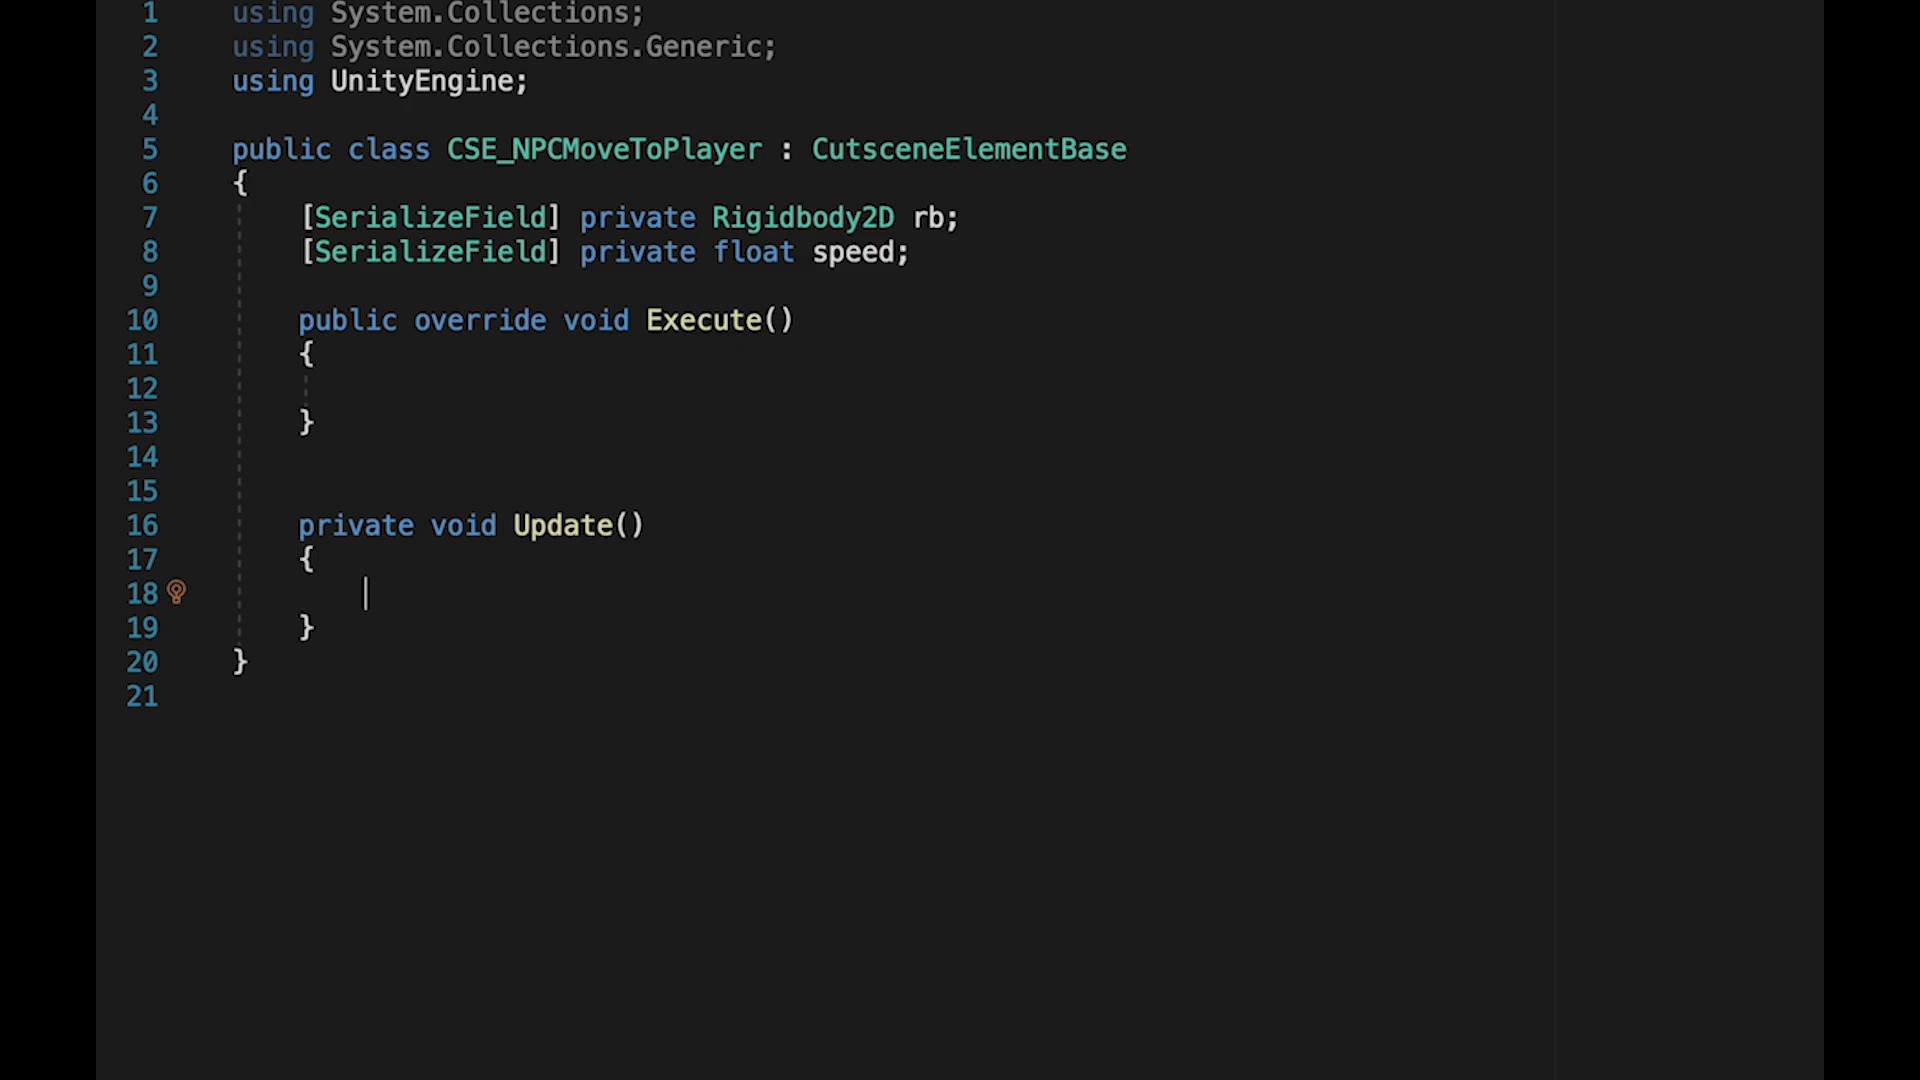 1 using System.Collections;
2 using System.Collections.Generic;
3 using UnityEngine;
4
5 public class CSE_NPCMoveToPlayer : CutsceneElementBase
6 {
7 [SerializeField] private Rigidbody2D rb;
8 [SerializeField] private float speed;
9
10 public override void Execute()
11 {
12
13 }
14
15
16 private void Update()
17 {
18
19 }
20 }
21